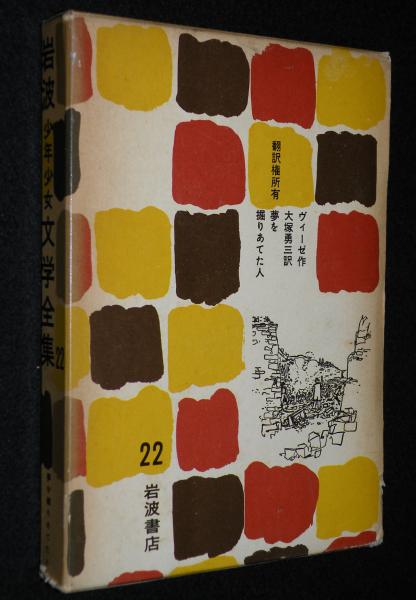 岩波少年少女文学全集
22
翻訳権所有
ヴィーゼ作
大塚勇三訳
夢を
掘りあてた人
22
岩波書店